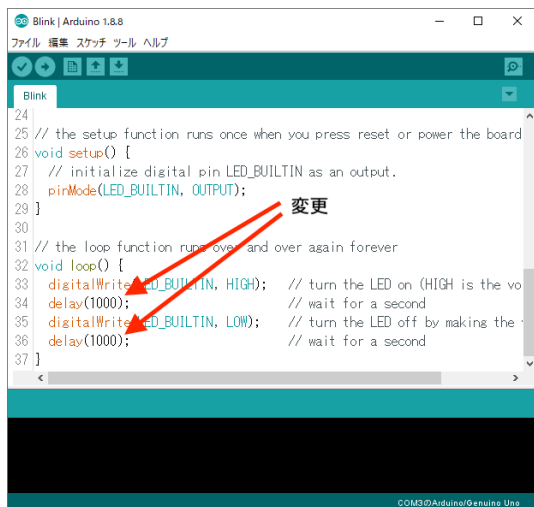 Blink | Arduino 1.8.8
ファイル 編集 スケッチ ツール ヘルプ
Blink
24
25 // the setup function runs once when you press reset or power the board
26 void setup() {
27   // initialize digital pin LED_BUILTIN as an output.
28   pinMode(LED_BUILTIN, OUTPUT);
29 }
変更
30
31 // the loop function runs over and over again forever
32 void loop() {
33   digitalWrite(LED_BUILTIN, HIGH);   // turn the LED on (HIGH is the vo
34   delay(1000);                       // wait for a second
35   digitalWrite(LED_BUILTIN, LOW);    // turn the LED off by making the
36   delay(1000);                       // wait for a second
37 }
COM3のArduino/Genuino Uno